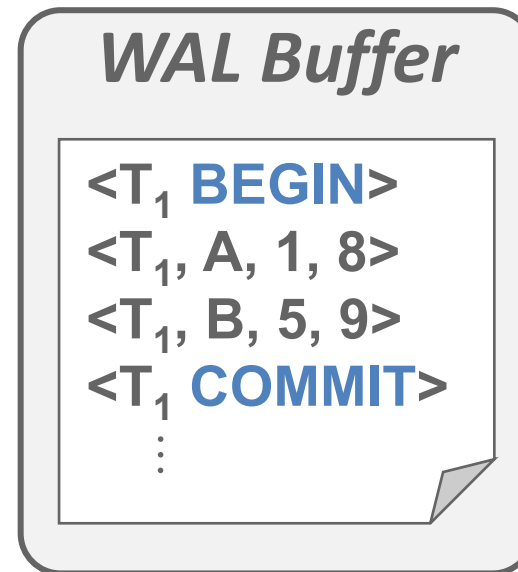 WAL Buffer
<T₁ BEGIN>
<T₁, A, 1, 8>
<T₁, B, 5, 9>
<T₁ COMMIT>
⋮